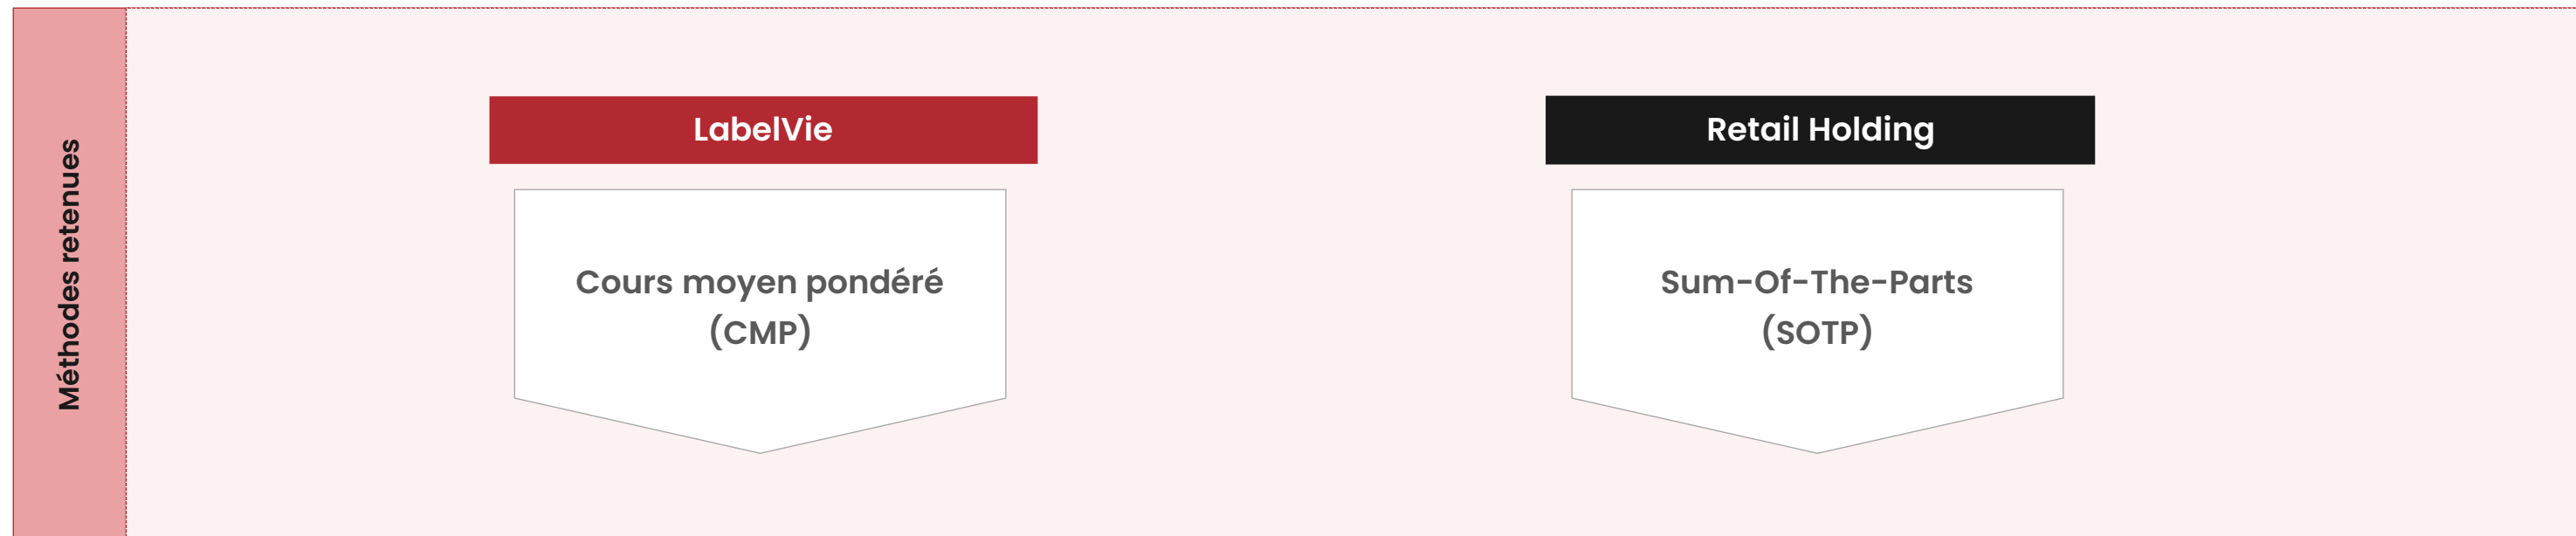 Méthodes retenues
LabelVie
Cours moyen pondéré
(CMP)
Retail Holding
Sum-Of-The-Parts
(SOTP)